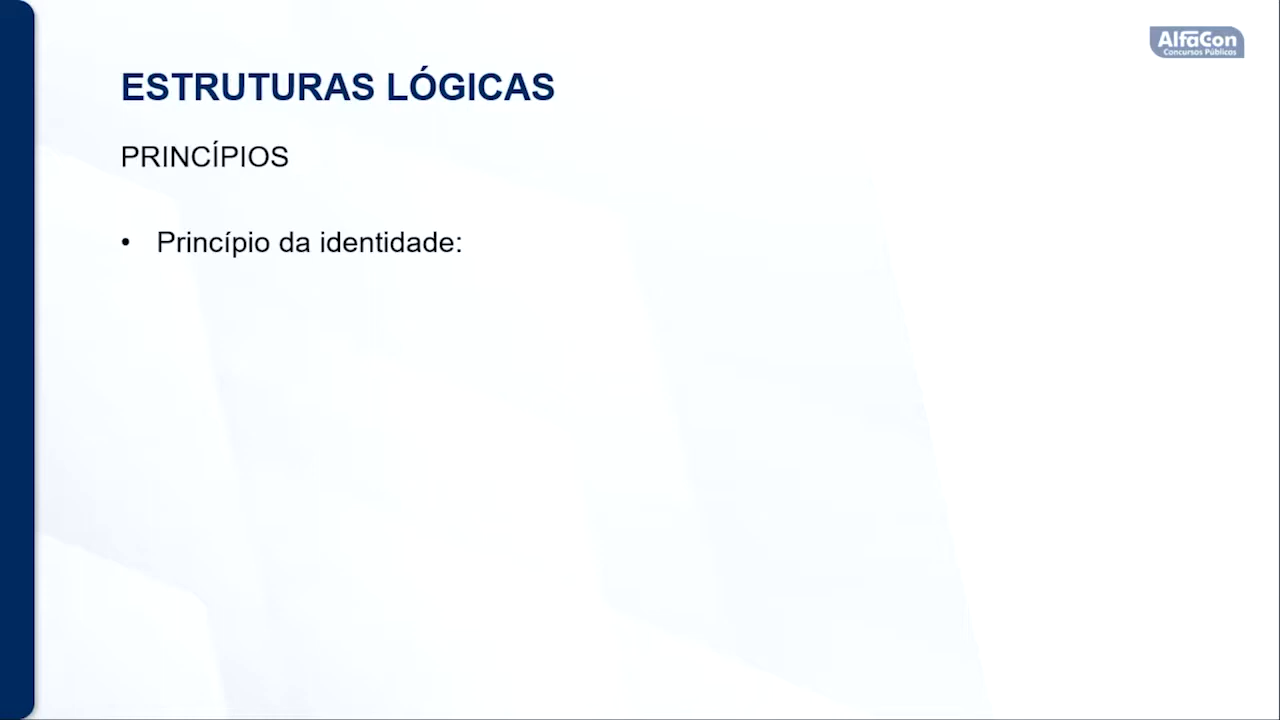 AlfaCon
Concursos Públicos
ESTRUTURAS LÓGICAS
PRINCÍPIOS
• Princípio da identidade: